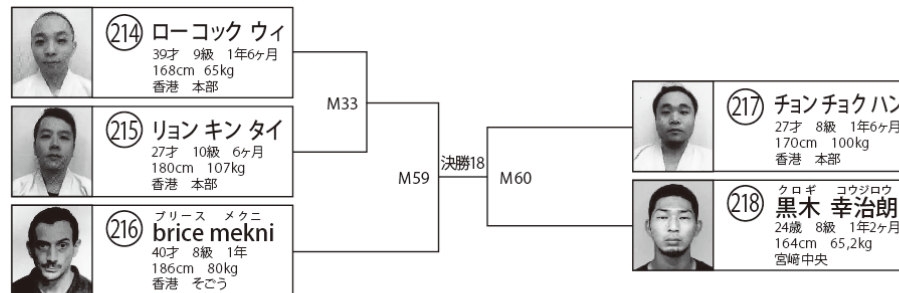 214 ローコック ウィ
39才 9級 1年6ヶ月
168cm 65kg
香港 本部
215 リョン キン タイ
27才 10級 6ヶ月
180cm 107kg
香港 本部
ブリース メクニ
216 brice mekni
40才 8級 1年
186cm 80kg
香港 そごう
M33
M59
決勝18
M60
217 チョン チョク ハン
27才 8級 1年6ヶ月
170cm 100kg
香港 本部
クロギ コウジロウ
218 黒木 幸治朗
24歳 8級 1年2ヶ月
164cm 65,2kg
宮崎中央